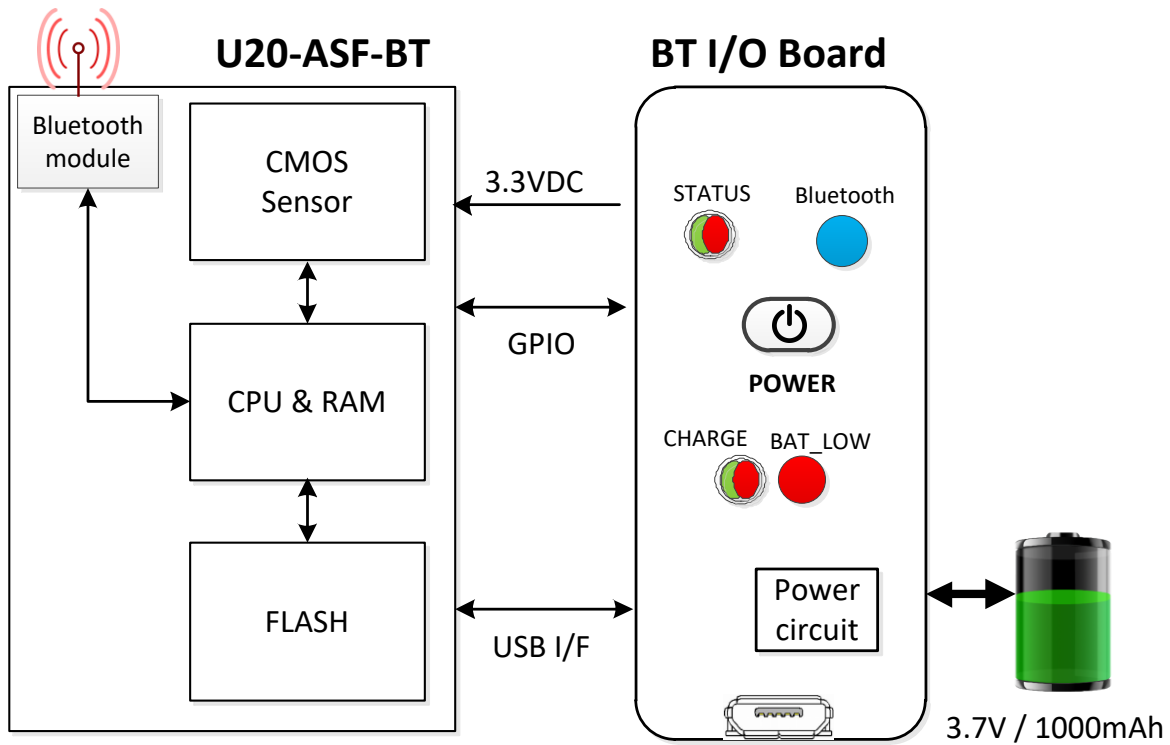 U20-ASF-BT
BT I/O Board
Bluetooth
module
CMOS
Sensor
3.3VDC
STATUS
Bluetooth
GPIO
POWER
CPU & RAM
CHARGE
BAT_LOW
FLASH
USB I/F
Power
circuit
3.7V / 1000mAh